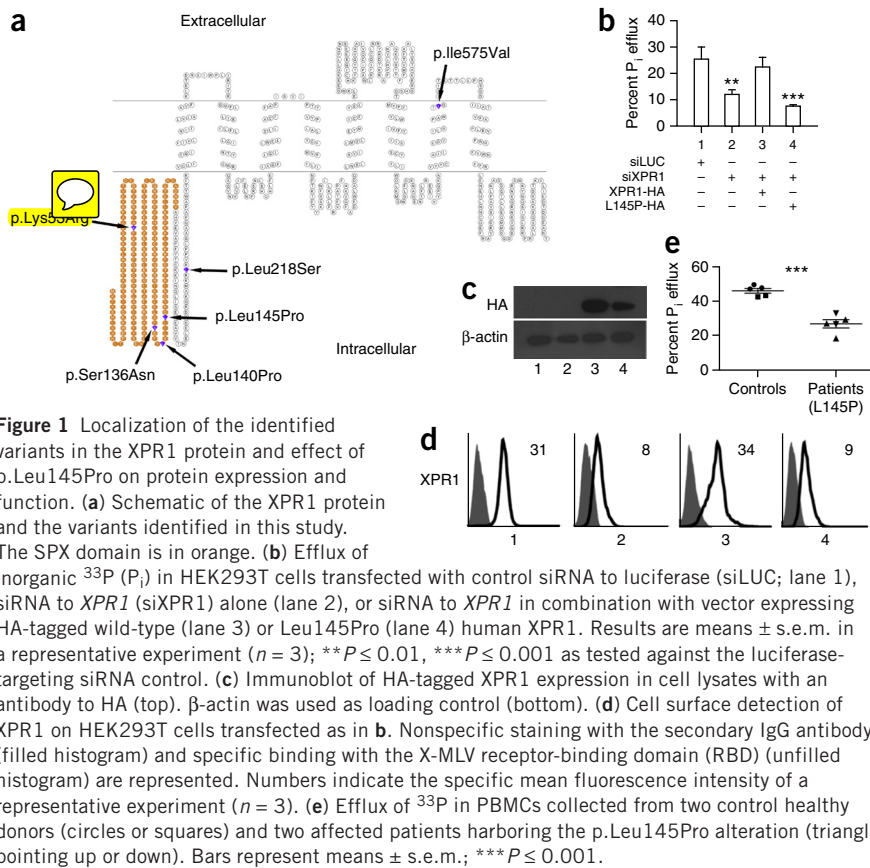 a
Extracellular
p.Ile575Val
p.Leu218Ser
p.Leu145Pro
Intracellular
p.Ser136Asn
p.Leu140Pro
b
Percent Pi efflux
40
30
20
10
0
**
***
1 2 3 4
siLUC + – – –
siXPR1 – + + +
XPR1-HA – – + –
L145P-HA – – – +
c
HA
β-actin
1 2 3 4
e
Percent Pi efflux
60
40
20
0
***
Controls
Patients
(L145P)
d
XPR1
31 8 34 9
1 2 3 4
Figure 1 Localization of the identified
variants in the XPR1 protein and effect of
p.Leu145Pro on protein expression and
function. (a) Schematic of the XPR1 protein
and the variants identified in this study.
The SPX domain is in orange. (b) Efflux of
inorganic ³³P (Pi) in HEK293T cells transfected with control siRNA to luciferase (siLUC; lane 1),
siRNA to XPR1 (siXPR1) alone (lane 2), or siRNA to XPR1 in combination with vector expressing
HA-tagged wild-type (lane 3) or Leu145Pro (lane 4) human XPR1. Results are means ± s.e.m. in
a representative experiment (n = 3); **P ≤ 0.01, ***P ≤ 0.001 as tested against the luciferase-
targeting siRNA control. (c) Immunoblot of HA-tagged XPR1 expression in cell lysates with an
antibody to HA (top). β-actin was used as loading control (bottom). (d) Cell surface detection of
XPR1 on HEK293T cells transfected as in b. Nonspecific staining with the secondary IgG antibody
(filled histogram) and specific binding with the X-MLV receptor-binding domain (RBD) (unfilled
histogram) are represented. Numbers indicate the specific mean fluorescence intensity of a
representative experiment (n = 3). (e) Efflux of ³³P in PBMCs collected from two control healthy
donors (circles or squares) and two affected patients harboring the p.Leu145Pro alteration (triangl
pointing up or down). Bars represent means ± s.e.m.; ***P ≤ 0.001.